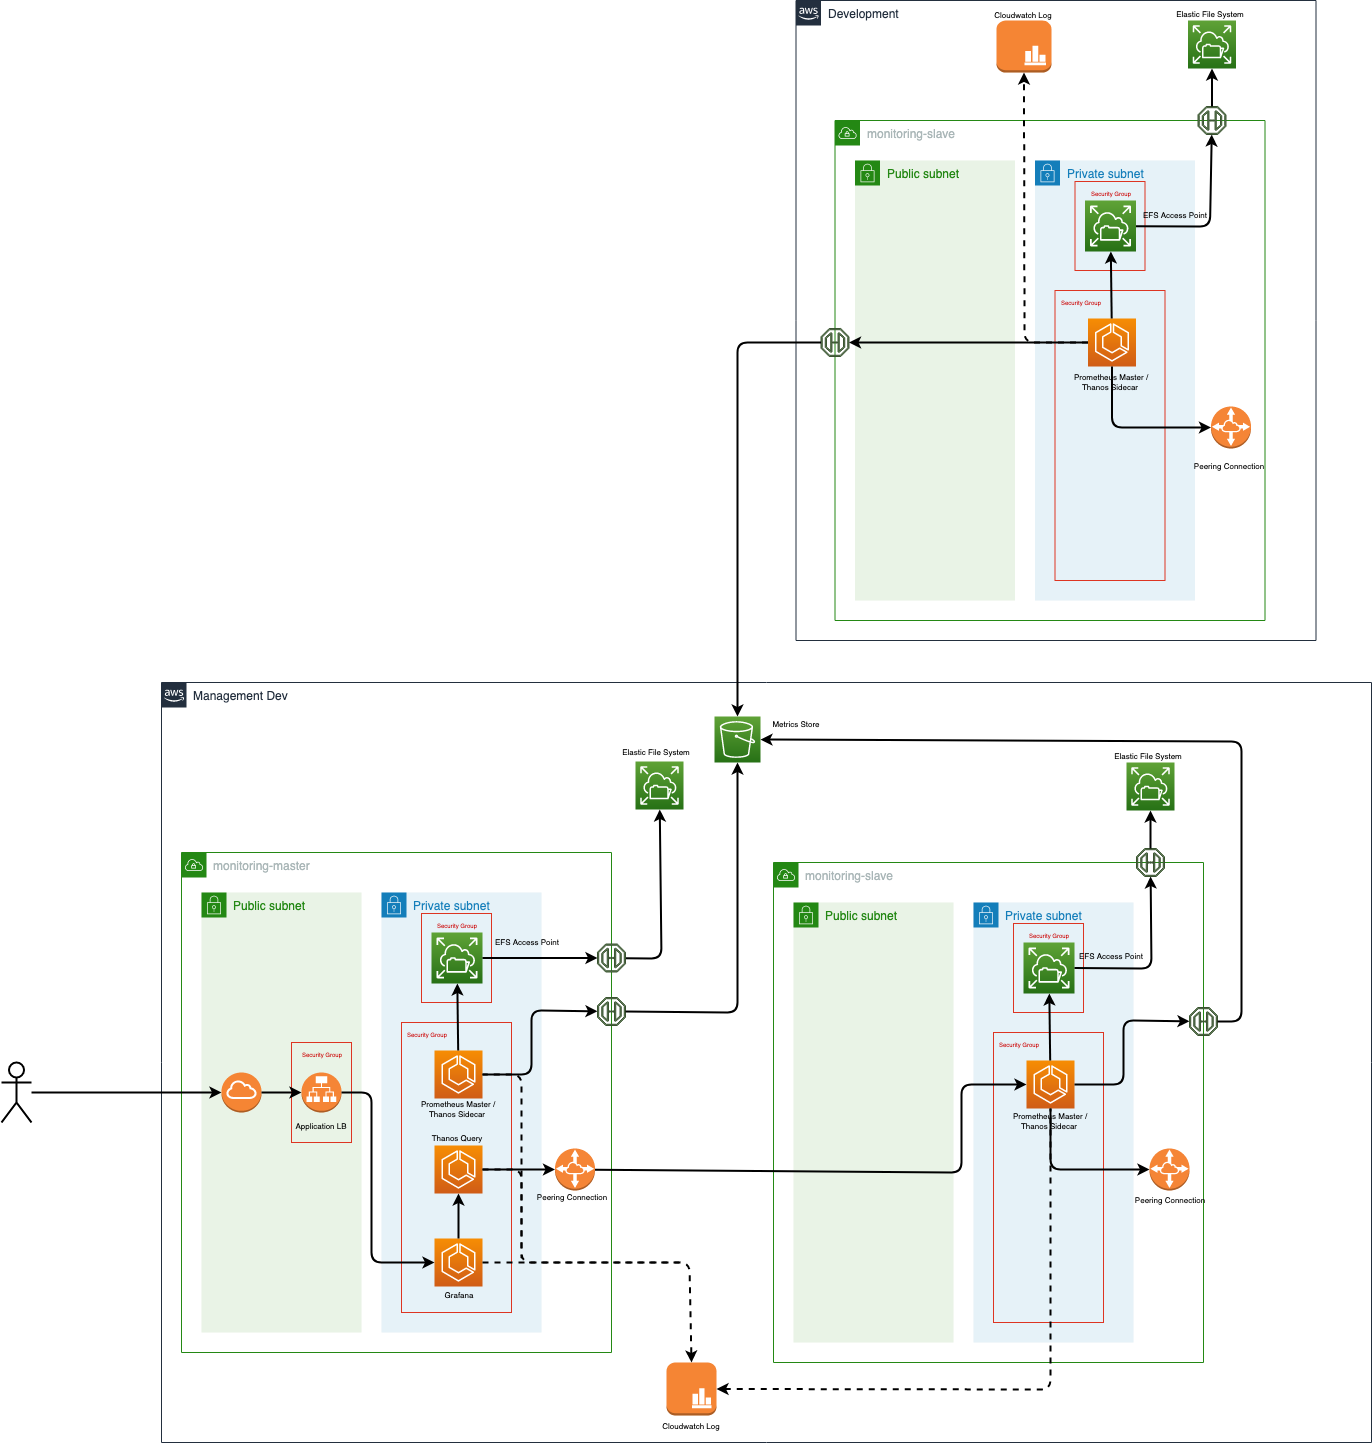 aws
Development
Cloudwatch Log
Elastic File System
monitoring-slave
Public subnet
Private subnet
Security Group
EFS Access Point
Security Group
Prometheus Master /
Thanos Sidecar
Peering Connection
aws
Management Dev
Metrics Store
Elastic File System
Elastic File System
monitoring-master
Public subnet
Private subnet
Security Group
EFS Access Point
Security Group
Prometheus Master /
Thanos Sidecar
Security Group
Application LB
Thanos Query
Peering Connection
Grafana
monitoring-slave
Public subnet
Private subnet
Security Group
EFS Access Point
Security Group
Prometheus Master /
Thanos Sidecar
Peering Connection
Cloudwatch Log